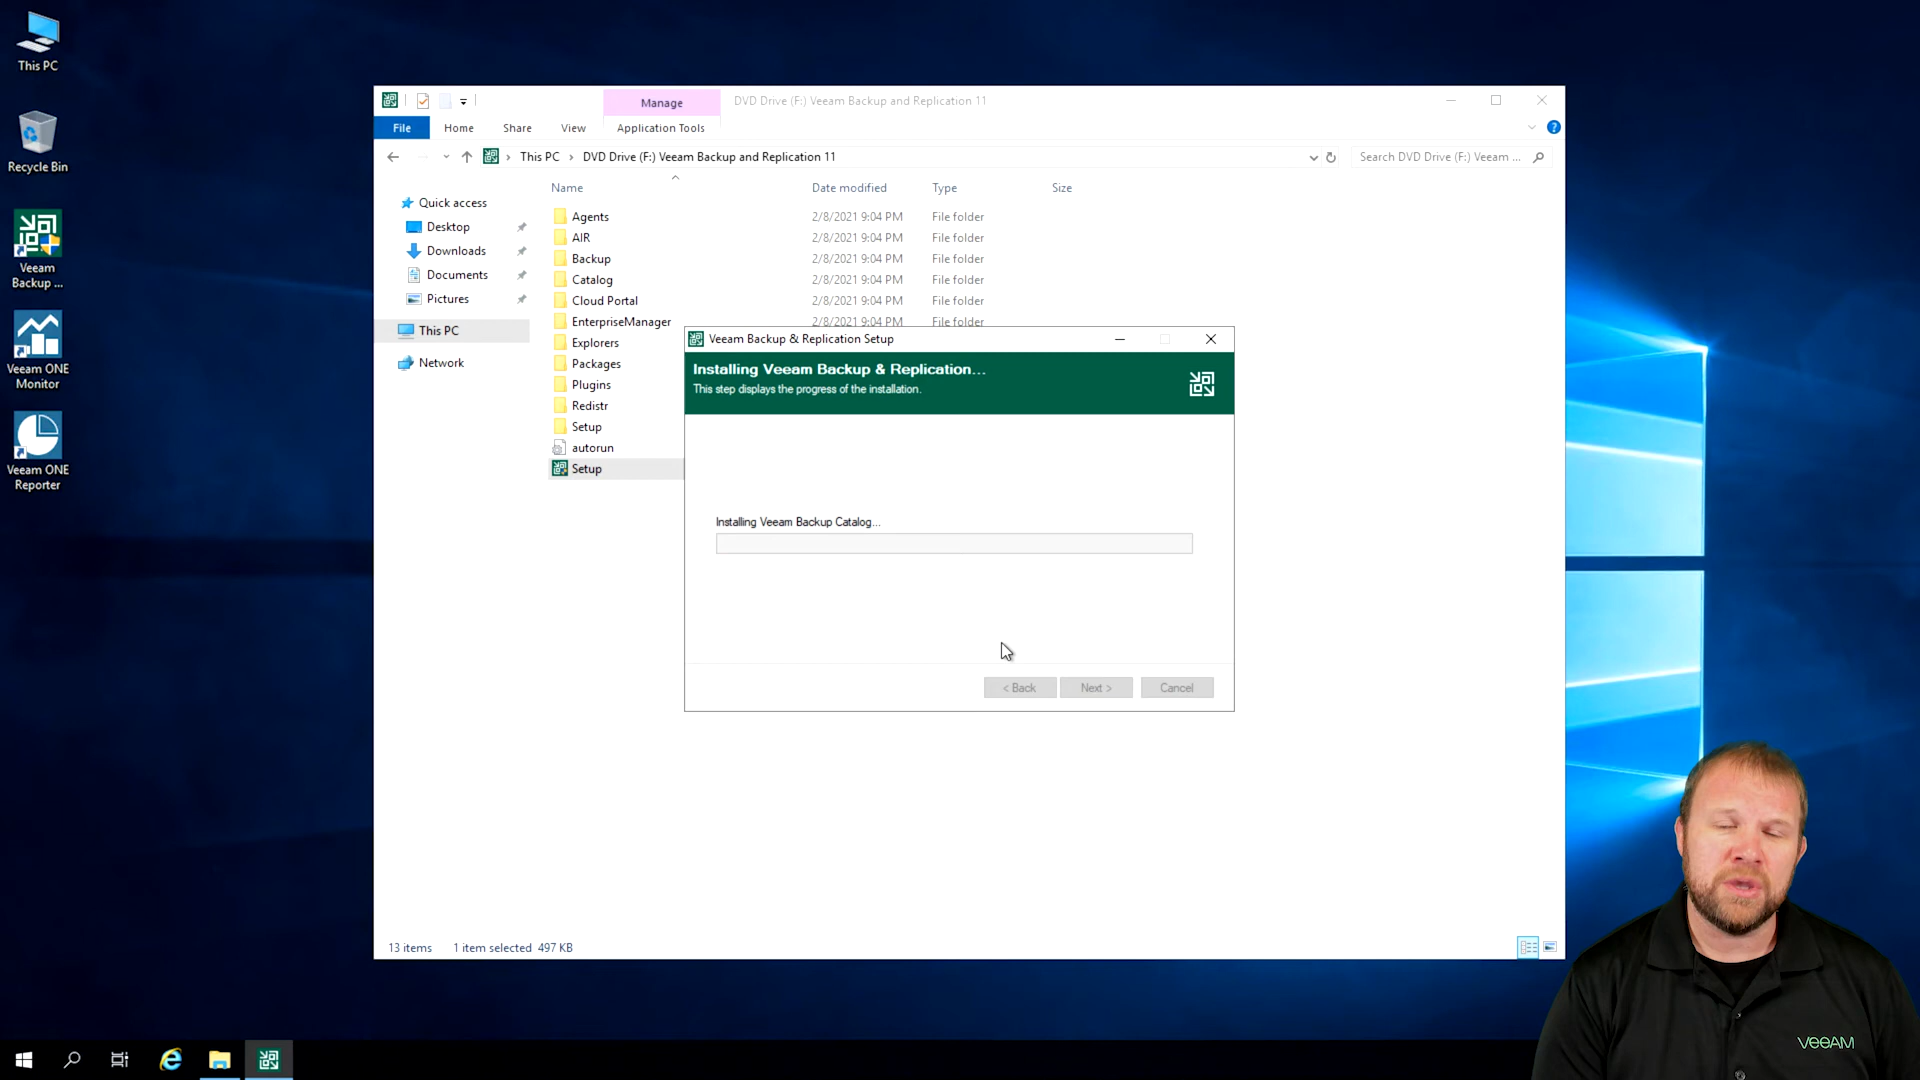 This PC
Recycle Bin
Veeam
Backup ...
Veeam ONE
Monitor
Veeam ONE
Reporter
Manage
DVD Drive (F:) Veeam Backup and Replication 11
File
Home
Share
View
Application Tools
This PC
DVD Drive (F:) Veeam Backup and Replication 11
Search DVD Drive (F:) Veeam ...
Quick access
Desktop
Downloads
Documents
Pictures
This PC
Network
Name Date modified Type Size
Agents 2/8/2021 9:04 PM File folder
AIR 2/8/2021 9:04 PM File folder
Backup 2/8/2021 9:04 PM File folder
Catalog 2/8/2021 9:04 PM File folder
Cloud Portal 2/8/2021 9:04 PM File folder
EnterpriseManager 2/8/2021 9:04 PM File folder
Explorers
Packages
Plugins
Redistr
Setup
autorun
Setup
Veeam Backup & Replication Setup
Installing Veeam Backup & Replication...
This step displays the progress of the installation.
Installing Veeam Backup Catalog...
< Back
Next >
Cancel
13 items 1 item selected 497 KB
VEEAM